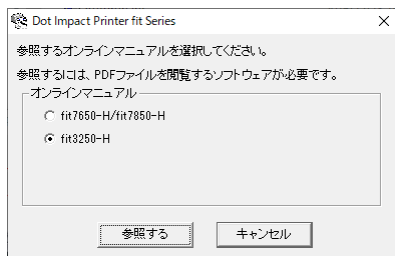 Dot Impact Printer fit Series
参照するオンラインマニュアルを選択してください。
参照するには、PDFファイルを閲覧するソフトウェアが必要です。
オンラインマニュアル
fit7650-H/fit7850-H
fit3250-H
参照する
キャンセル